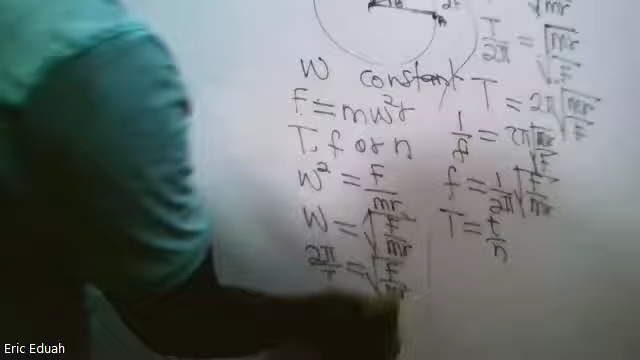 W constant
F = mω²r
T, f or n
W² = F/mr
W = √F/mr
2π/T = √F/mr
T/2π = √mr/F
T = 2π√mr/F
1/f = 2π√mr/F
f = 1/2π √F/mr
T = t/n
Eric Eduah